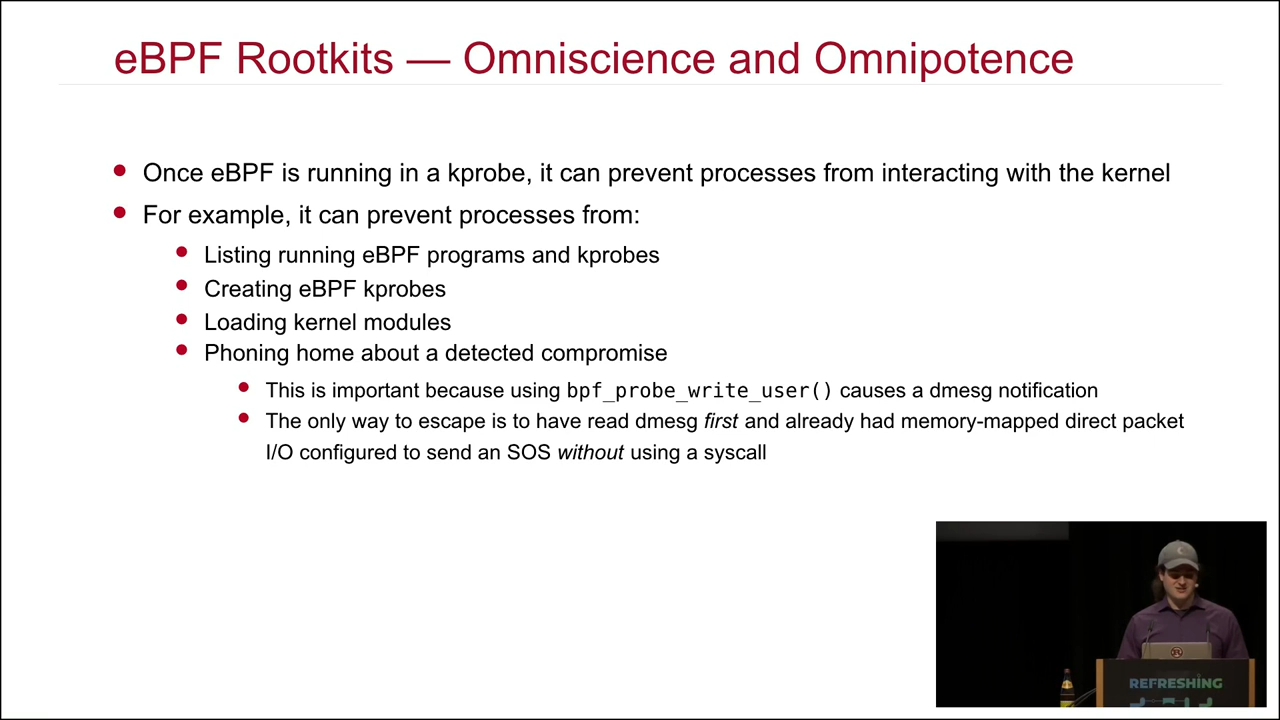 eBPF Rootkits — Omniscience and Omnipotence
Once eBPF is running in a kprobe, it can prevent processes from interacting with the kernel
For example, it can prevent processes from:
Listing running eBPF programs and kprobes
Creating eBPF kprobes
Loading kernel modules
Phoning home about a detected compromise
This is important because using bpf_probe_write_user() causes a dmesg notification
The only way to escape is to have read dmesg first and already had memory-mapped direct packet
I/O configured to send an SOS without using a syscall
REFRESHING